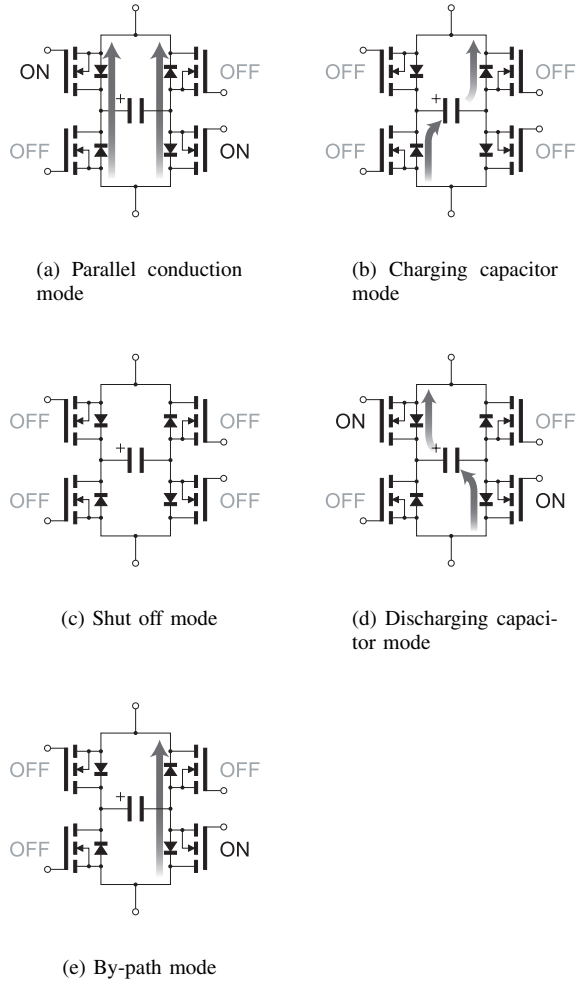 ON
OFF
+
OFF
ON
(a) Parallel conduction
mode
OFF
OFF
+
OFF
OFF
(b) Charging capacitor
mode
OFF
OFF
+
OFF
OFF
(c) Shut off mode
ON
OFF
+
OFF
ON
(d) Discharging capaci-
tor mode
OFF
OFF
+
OFF
ON
(e) By-path mode